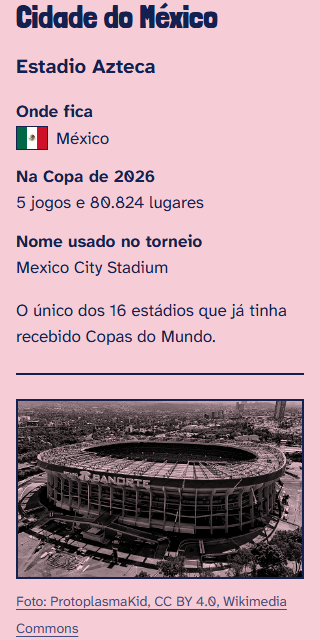 Cidade do México
Estadio Azteca
Onde fica
México
Na Copa de 2026
5 jogos e 80.824 lugares
Nome usado no torneio
Mexico City Stadium
O único dos 16 estádios que já tinha
recebido Copas do Mundo.
BANORTE
Foto: ProtoplasmaKid, CC BY 4.0, Wikimedia
Commons